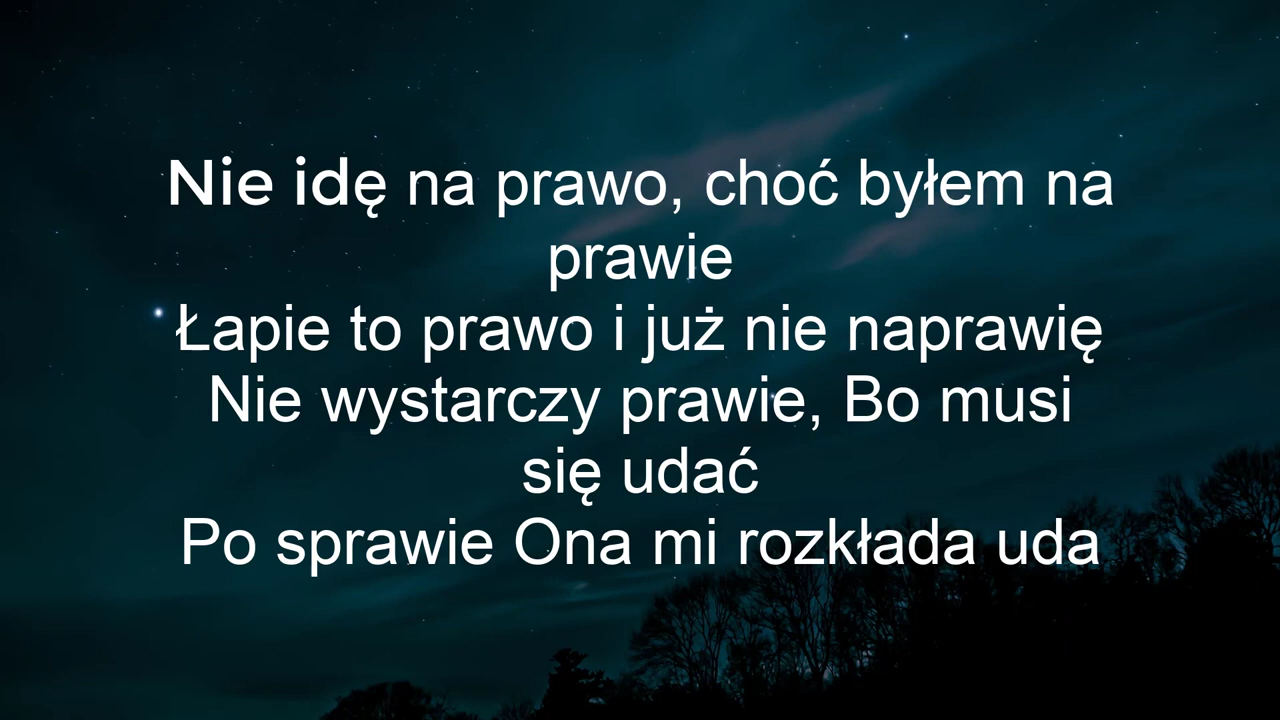 Nie idę na prawo, choć byłem na
prawie
Łapie to prawo i już nie naprawię
Nie wystarczy prawie, Bo musi
się udać
Po sprawie Ona mi rozkłada uda